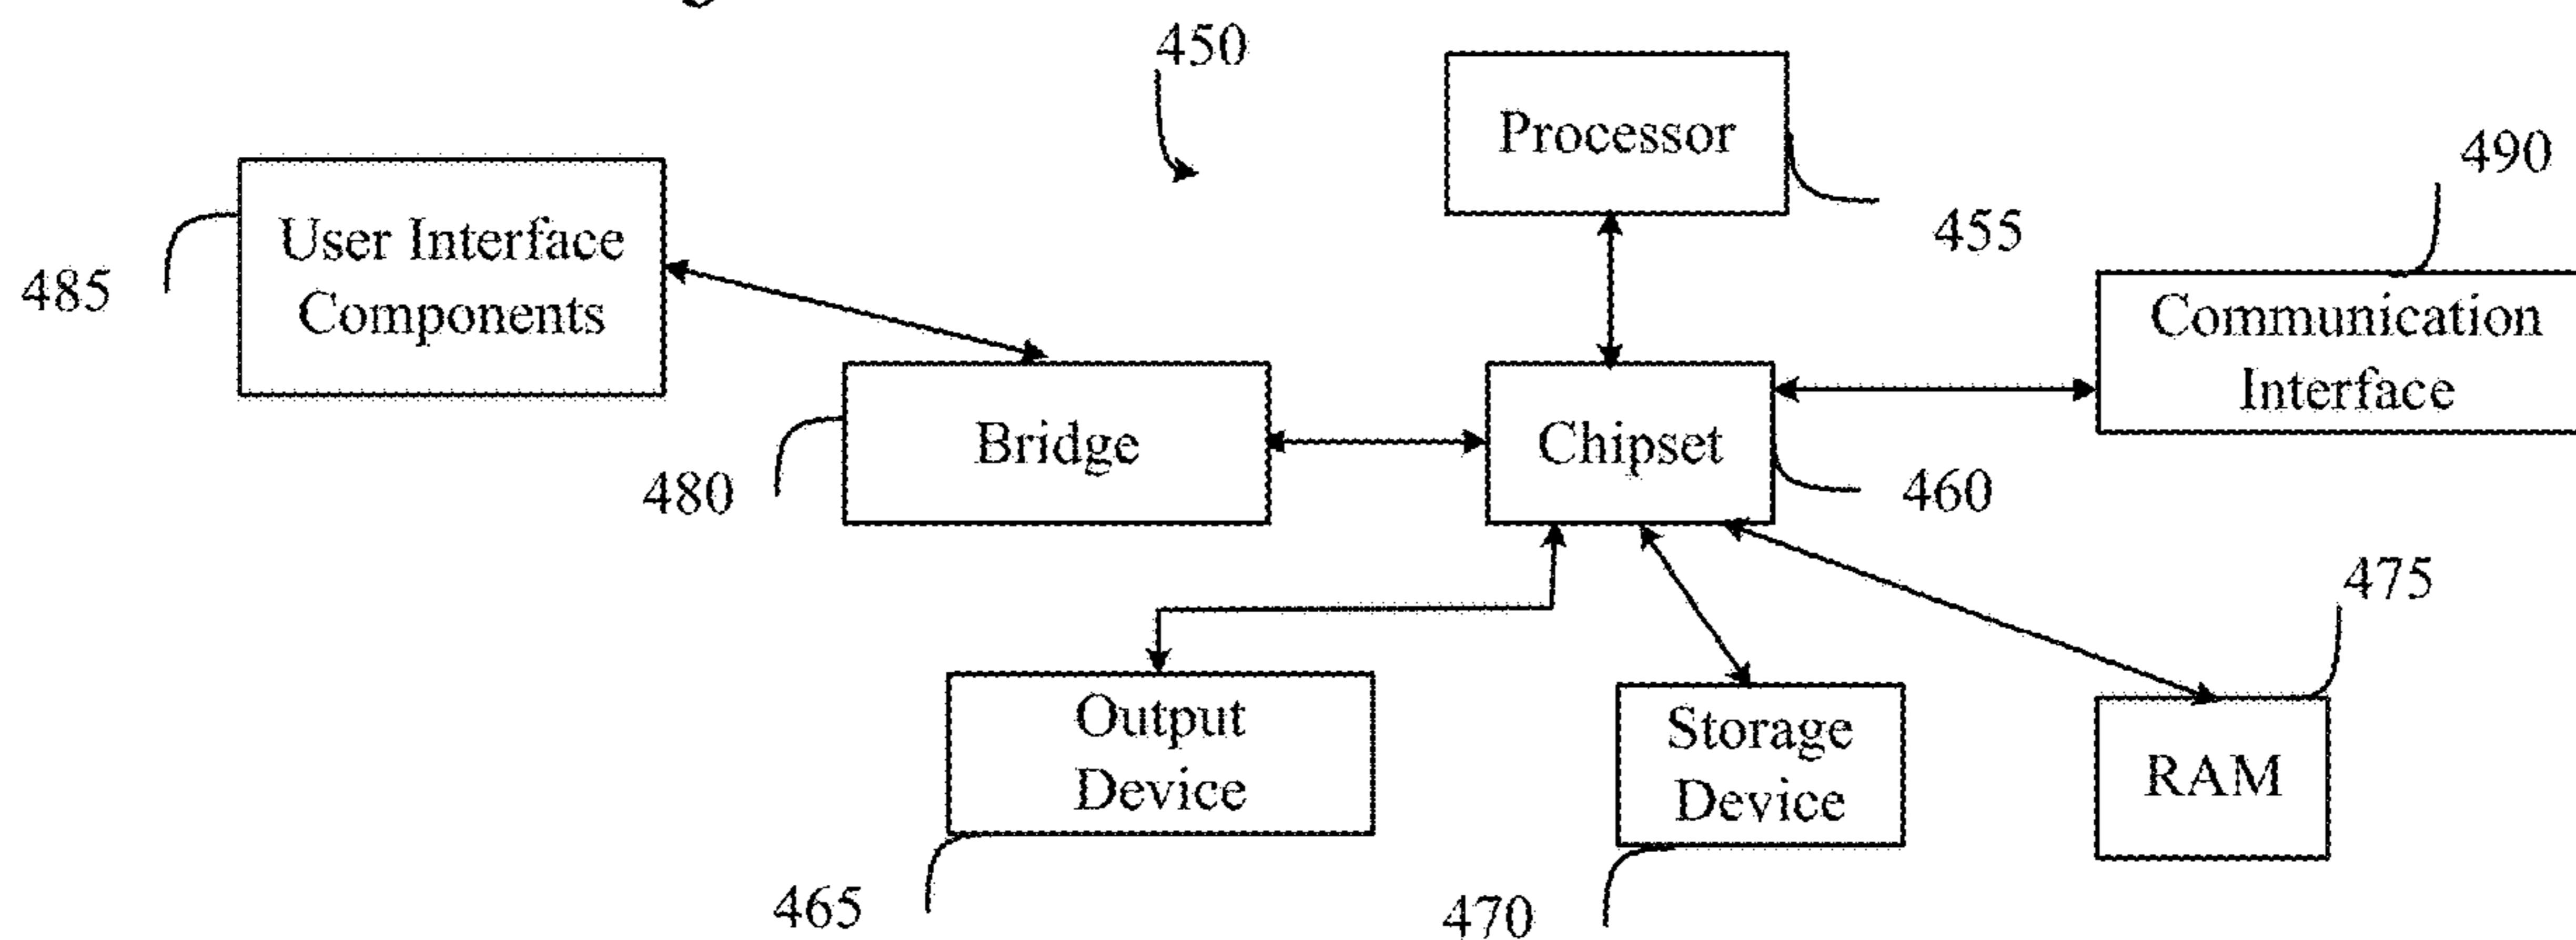 450
Processor
490
User Interface
Components
455
485
Communication
Interface
Bridge
Chipset
480
460
475
Output
Device
Storage
Device
RAM
465
470